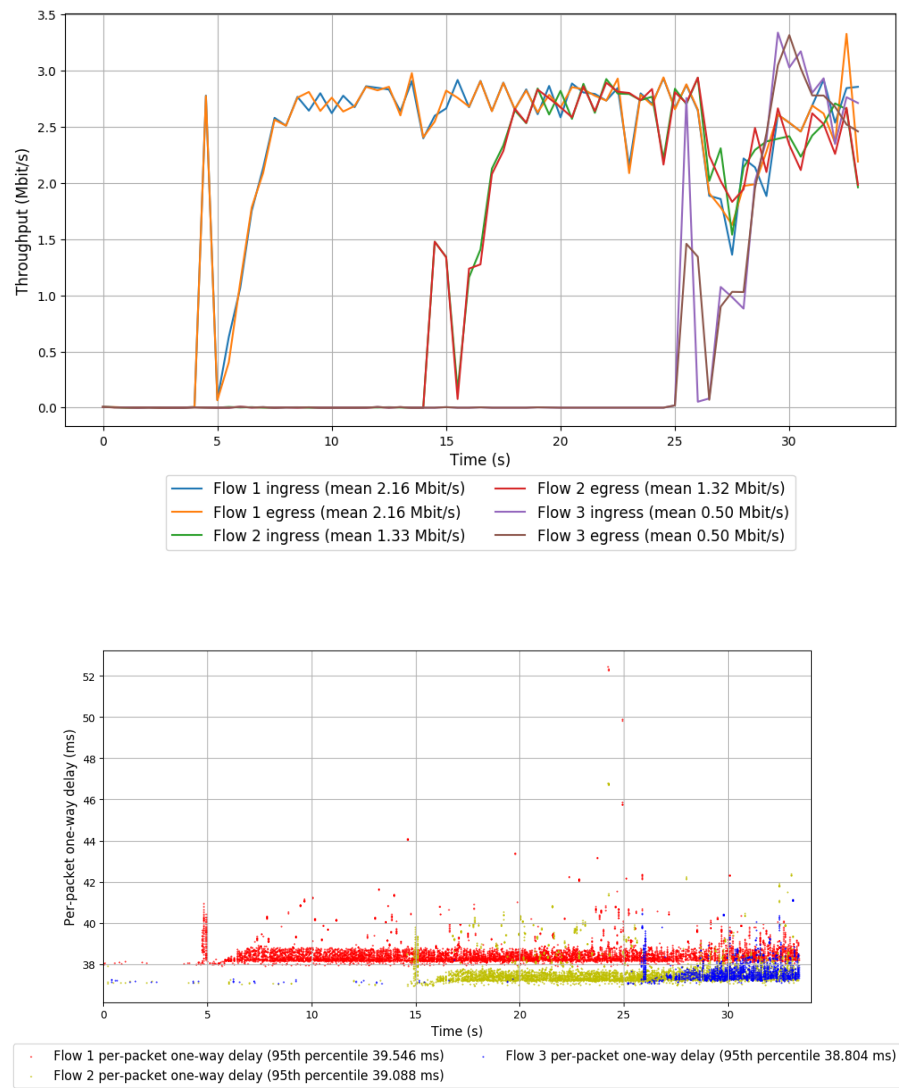 3.5
3.0
2.5
2.0
1.5
1.0
0.5
0.0
Throughput (Mbit/s)
0 5 10 15 20 25 30
Time (s)
Flow 1 ingress (mean 2.16 Mbit/s) Flow 2 egress (mean 1.32 Mbit/s)
Flow 1 egress (mean 2.16 Mbit/s) Flow 3 ingress (mean 0.50 Mbit/s)
Flow 2 ingress (mean 1.33 Mbit/s) Flow 3 egress (mean 0.50 Mbit/s)
52
50
48
46
44
42
40
38
Per-packet one-way delay (ms)
0 5 10 15 20 25 30
Time (s)
Flow 1 per-packet one-way delay (95th percentile 39.546 ms) Flow 3 per-packet one-way delay (95th percentile 38.804 ms)
Flow 2 per-packet one-way delay (95th percentile 39.088 ms)